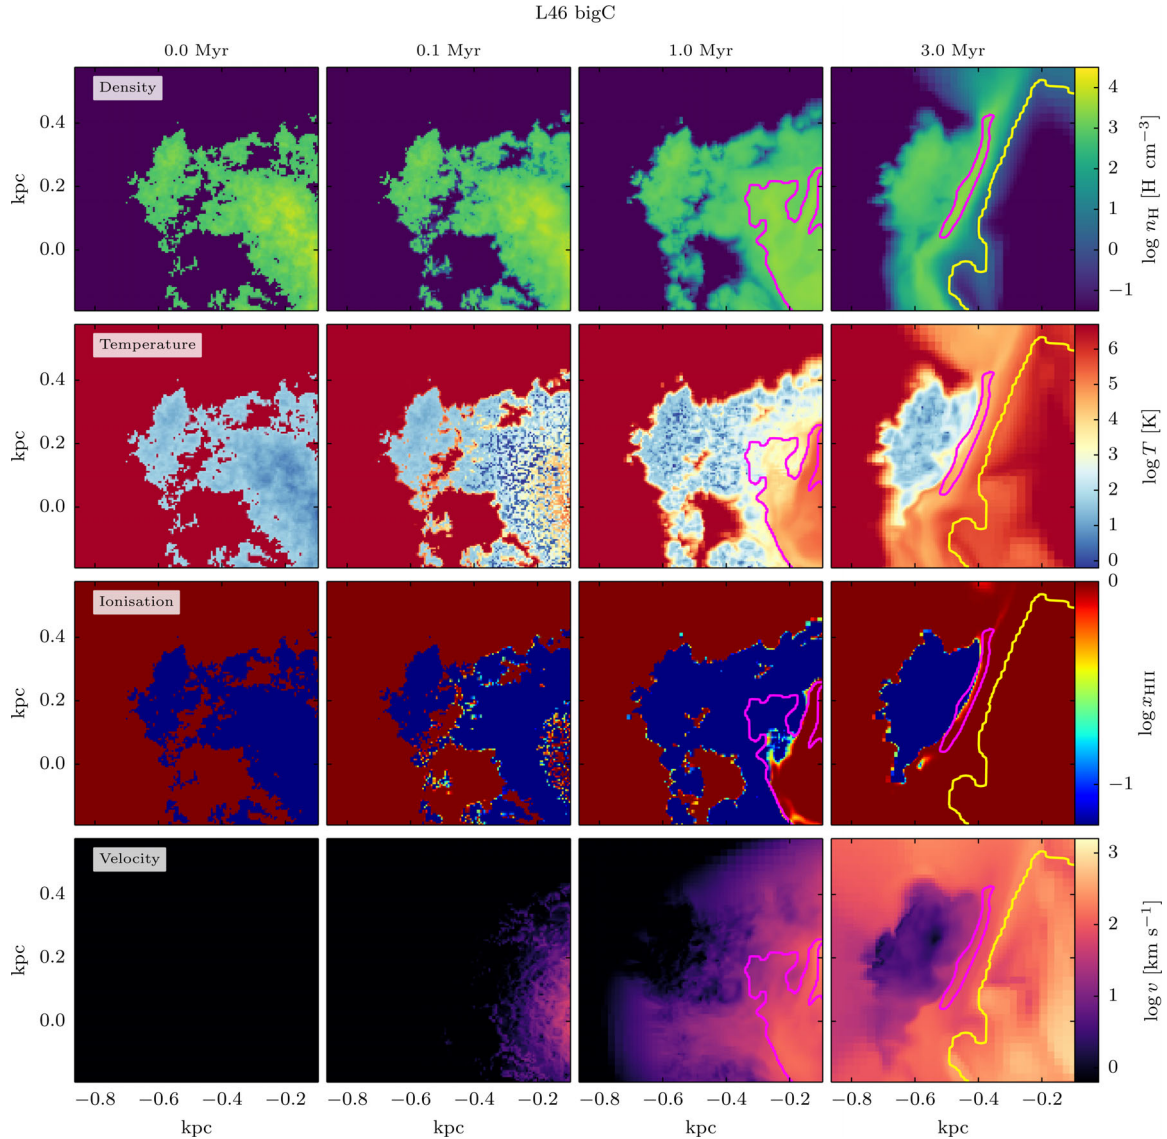 L46 bigC
0.0 Myr 0.1 Myr 1.0 Myr 3.0 Myr
Density
kpc
0.4
0.2
0.0
4
3
2
1
0
−1
log n_H [H cm⁻³]
Temperature
kpc
0.4
0.2
0.0
6
5
4
3
2
1
0
log T [K]
Ionisation
kpc
0.4
0.2
0.0
0
−1
log x_HII
Velocity
kpc
0.4
0.2
0.0
3
2
1
0
log v [km s⁻¹]
−0.8 −0.6 −0.4 −0.2 −0.8 −0.6 −0.4 −0.2 −0.8 −0.6 −0.4 −0.2 −0.8 −0.6 −0.4 −0.2
kpc kpc kpc kpc